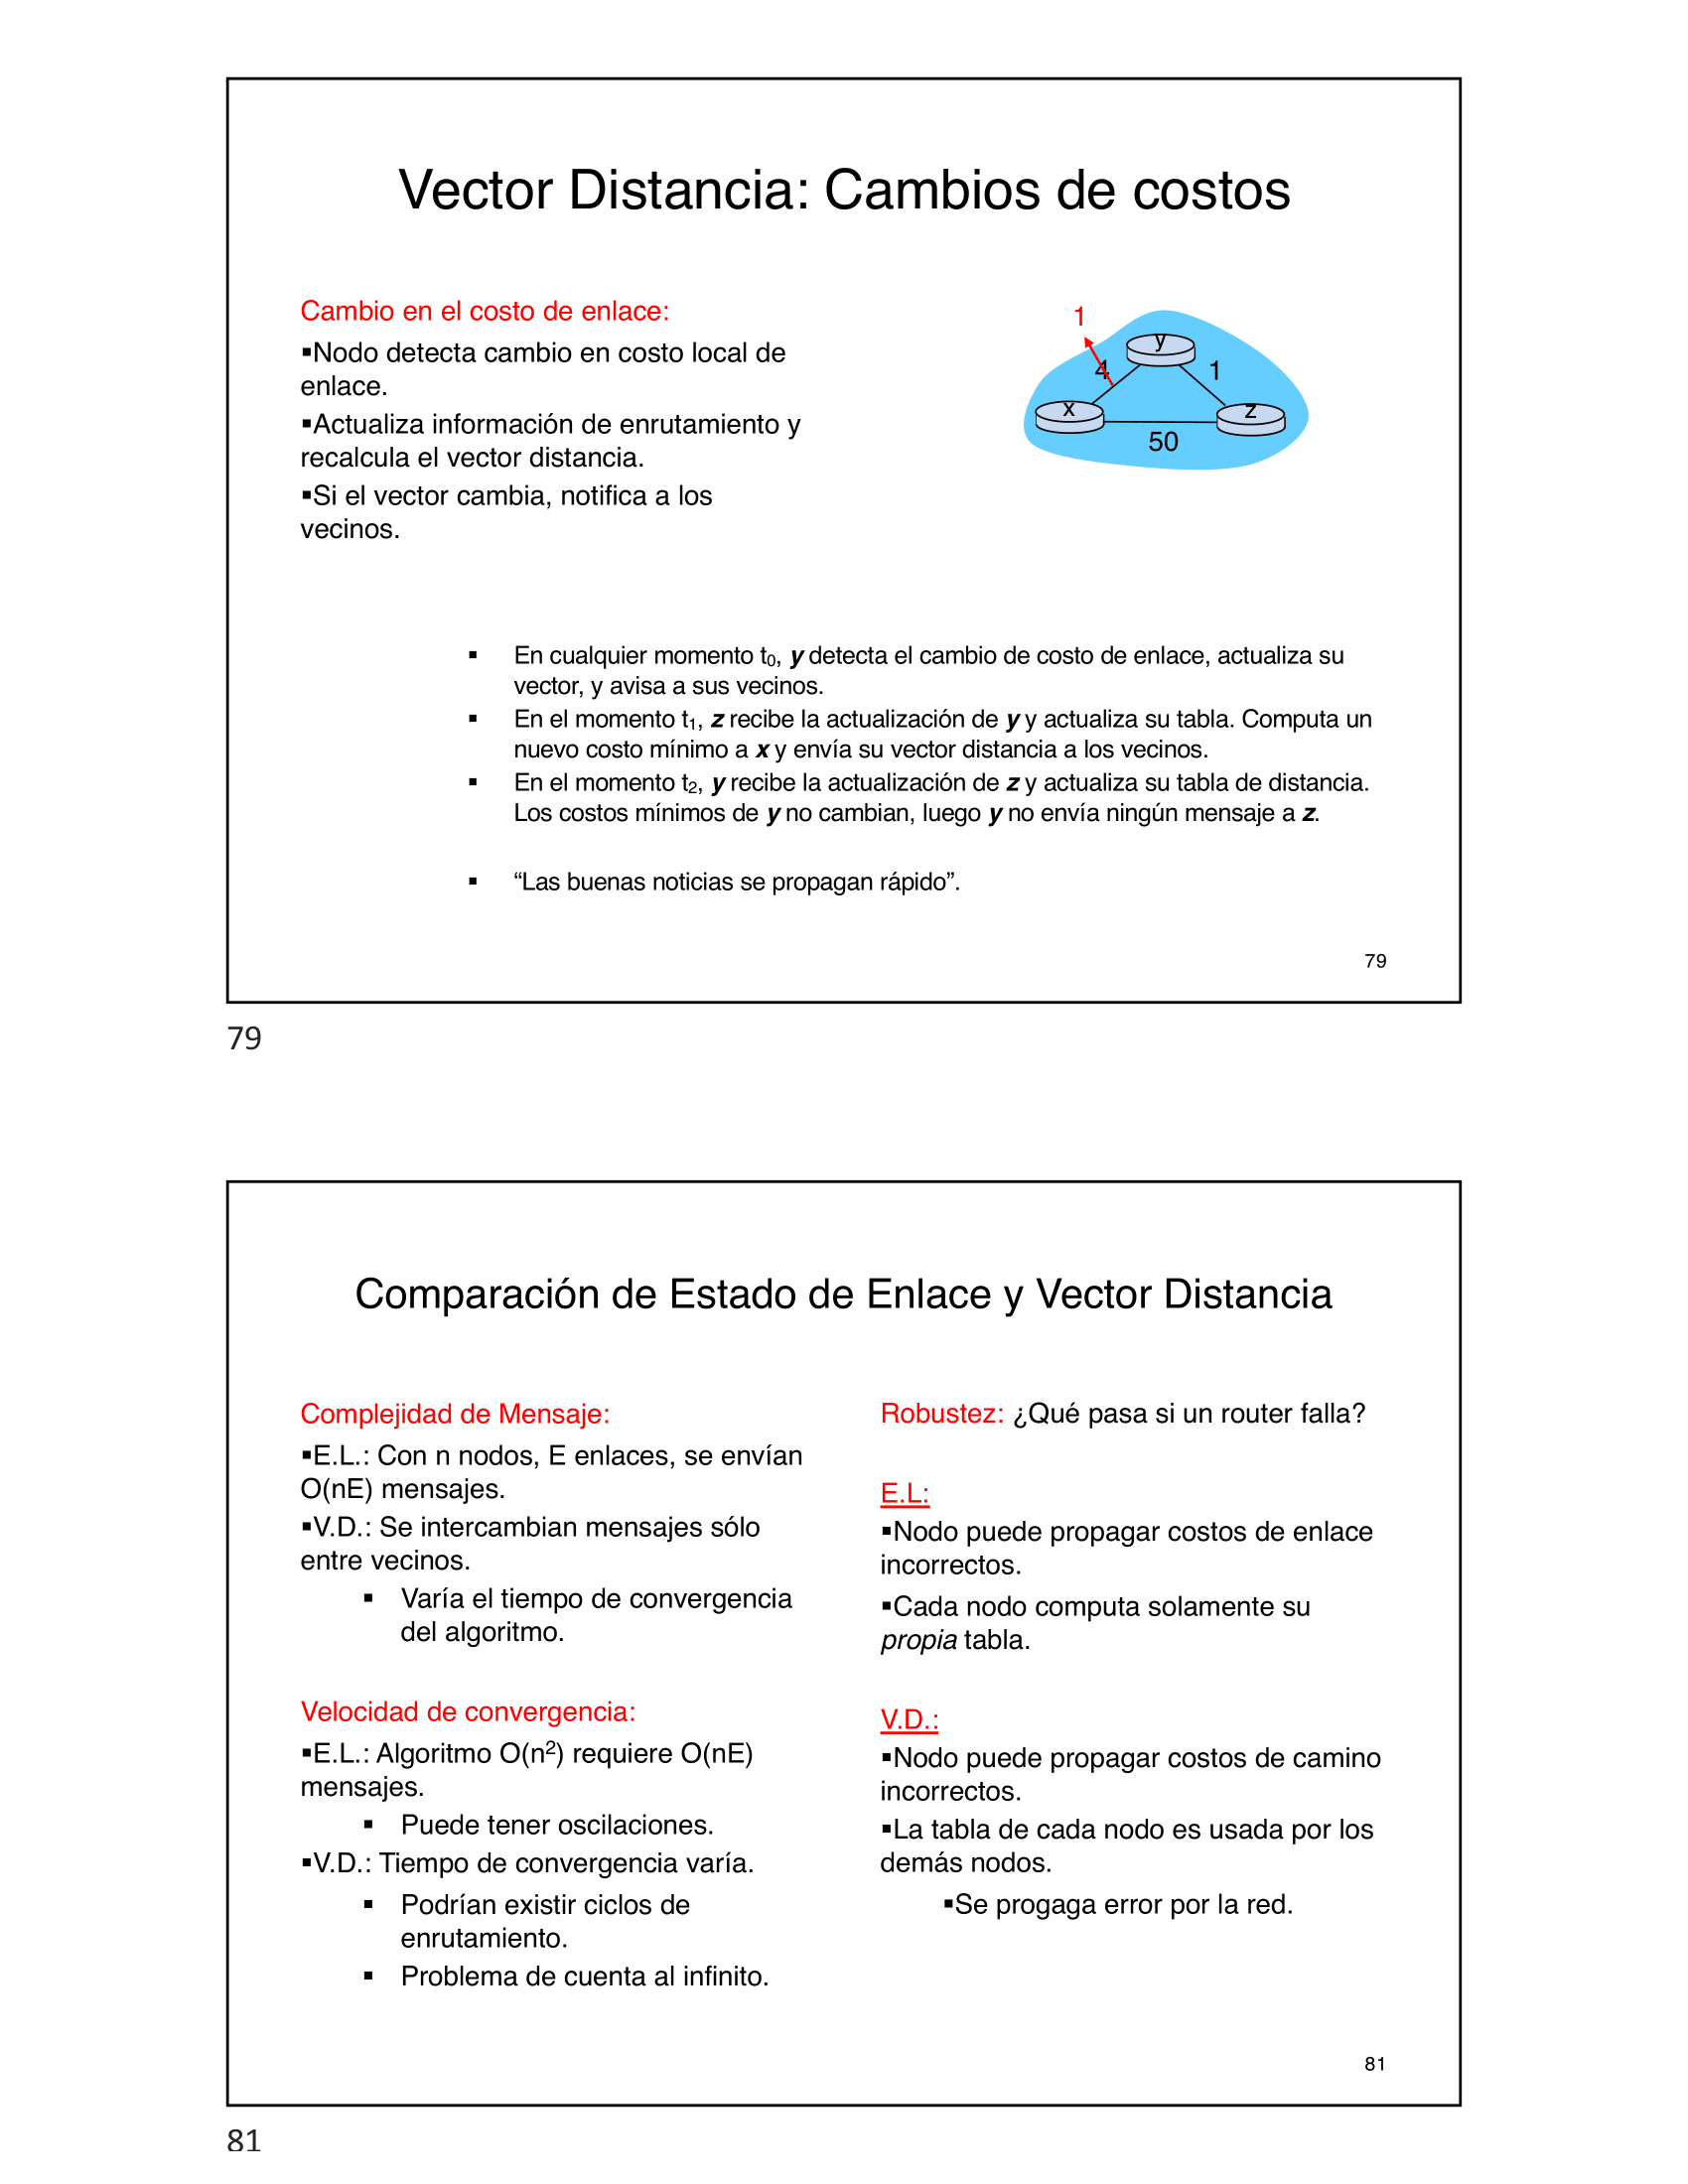 Vector Distancia: Cambios de costos
Cambio en el costo de enlace:
▪Nodo detecta cambio en costo local de
enlace.
▪Actualiza información de enrutamiento y
recalcula el vector distancia.
▪Si el vector cambia, notifica a los
vecinos.
1
y
4
1
x
z
50
▪ En cualquier momento t0, y detecta el cambio de costo de enlace, actualiza su
vector, y avisa a sus vecinos.
▪ En el momento t1, z recibe la actualización de y y actualiza su tabla. Computa un
nuevo costo mínimo a x y envía su vector distancia a los vecinos.
▪ En el momento t2, y recibe la actualización de z y actualiza su tabla de distancia.
Los costos mínimos de y no cambian, luego y no envía ningún mensaje a z.
▪ “Las buenas noticias se propagan rápido”.
79
79
Comparación de Estado de Enlace y Vector Distancia
Complejidad de Mensaje:
▪E.L.: Con n nodos, E enlaces, se envían
O(nE) mensajes.
▪V.D.: Se intercambian mensajes sólo
entre vecinos.
▪ Varía el tiempo de convergencia
del algoritmo.
Velocidad de convergencia:
▪E.L.: Algoritmo O(n²) requiere O(nE)
mensajes.
▪ Puede tener oscilaciones.
▪V.D.: Tiempo de convergencia varía.
▪ Podrían existir ciclos de
enrutamiento.
▪ Problema de cuenta al infinito.
Robustez: ¿Qué pasa si un router falla?
E.L:
▪Nodo puede propagar costos de enlace
incorrectos.
▪Cada nodo computa solamente su
propia tabla.
V.D.:
▪Nodo puede propagar costos de camino
incorrectos.
▪La tabla de cada nodo es usada por los
demás nodos.
▪Se progaga error por la red.
81
81